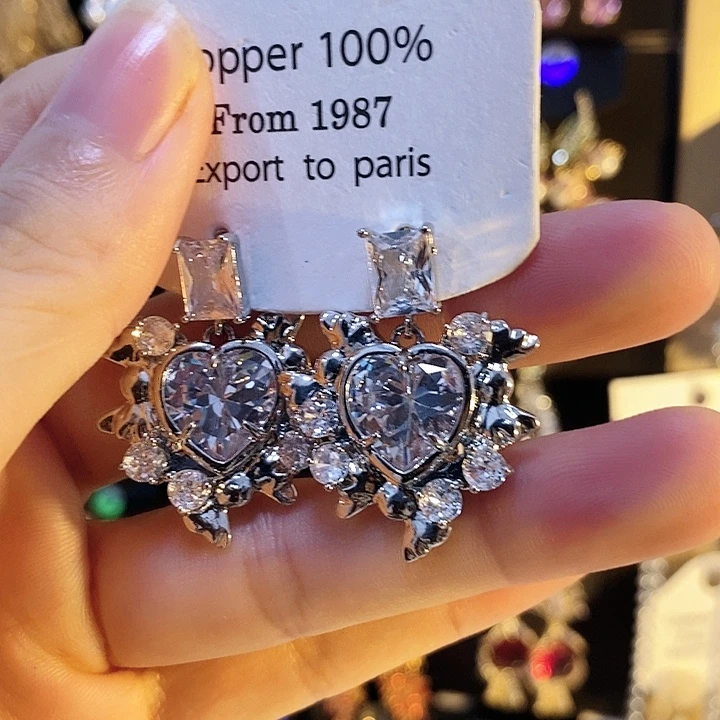 opper 100%
From 1987
Export to paris